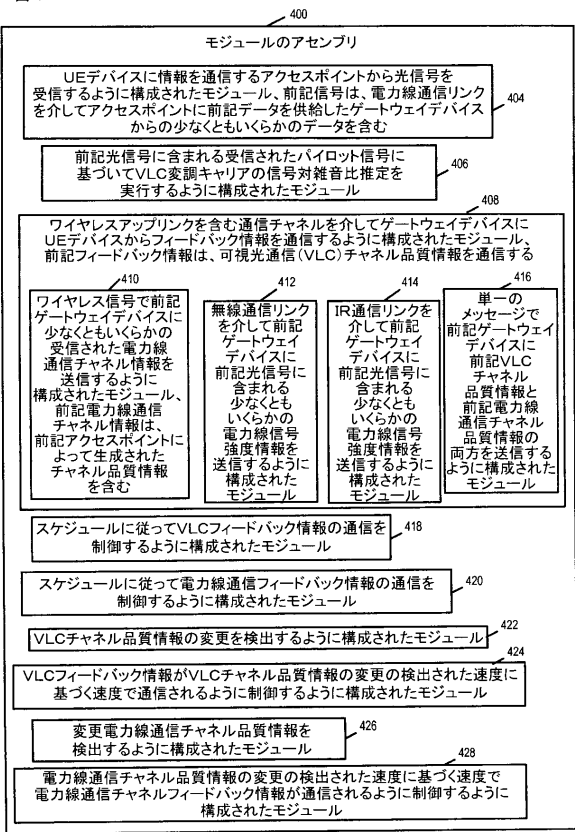 400
モジュールのアセンブリ
UEデバイスに情報を通信するアクセスポイントから光信号を
受信するように構成されたモジュール、前記信号は、電力線通信リンク
を介してアクセスポイントに前記データを供給したゲートウェイデバイス
からの少なくともいくらかのデータを含む
404
前記光信号に含まれる受信されたパイロット信号に
基づいてVLC変調キャリアの信号対雑音比推定を
実行するように構成されたモジュール
406
408
ワイヤレスアップリンクを含む通信チャネルを介してゲートウェイデバイスに
UEデバイスからフィードバック情報を通信するように構成されたモジュール、
前記フィードバック情報は、可視光通信(VLC)チャネル品質情報を通信する
410
ワイヤレス信号で前記
ゲートウェイデバイスに
少なくともいくらかの
受信された電力線
通信チャネル情報を
送信するように
構成されたモジュール、
前記電力線通信
チャネル情報は、
前記アクセスポイントに
よって生成された
チャネル品質情報
を含む
412
無線通信リンク
を介して前記
ゲートウェイ
デバイスに
前記光信号に
含まれる
少なくとも
いくらかの
電力線信号
強度情報を
送信するように
構成された
モジュール
414
IR通信リンク
を介して前記
ゲートウェイ
デバイスに
前記光信号に
含まれる
少なくとも
いくらかの
電力線信号
強度情報を
送信するように
構成された
モジュール
416
単一の
メッセージで
前記ゲートウェイ
デバイスに
前記VLC
チャネル
品質情報と
前記電力線
通信チャネル
品質情報の
両方を送信する
ように構成された
モジュール
418
スケジュールに従ってVLCフィードバック情報の通信を
制御するように構成されたモジュール
420
スケジュールに従って電力線通信フィードバック情報の通信を
制御するように構成されたモジュール
422
VLCチャネル品質情報の変更を検出するように構成されたモジュール
424
VLCフィードバック情報がVLCチャネル品質情報の変更の検出された速度に
基づく速度で通信されるように制御するように構成されたモジュール
426
変更電力線通信チャネル品質情報を
検出するように構成されたモジュール
428
電力線通信チャネル品質情報の変更の検出された速度に基づく速度で
電力線通信チャネルフィードバック情報が通信されるように制御するように
構成されたモジュール